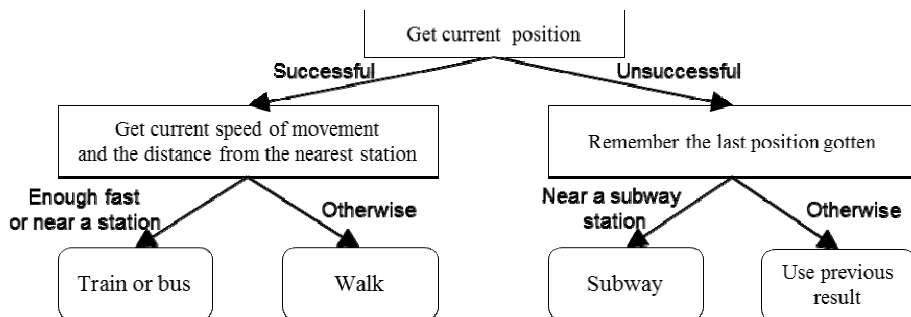 Get current position
Successful
Unsuccessful
Get current speed of movement
and the distance from the nearest station
Remember the last position gotten
Enough fast
or near a station
Otherwise
Near a subway
station
Otherwise
Train or bus
Walk
Subway
Use previous
result